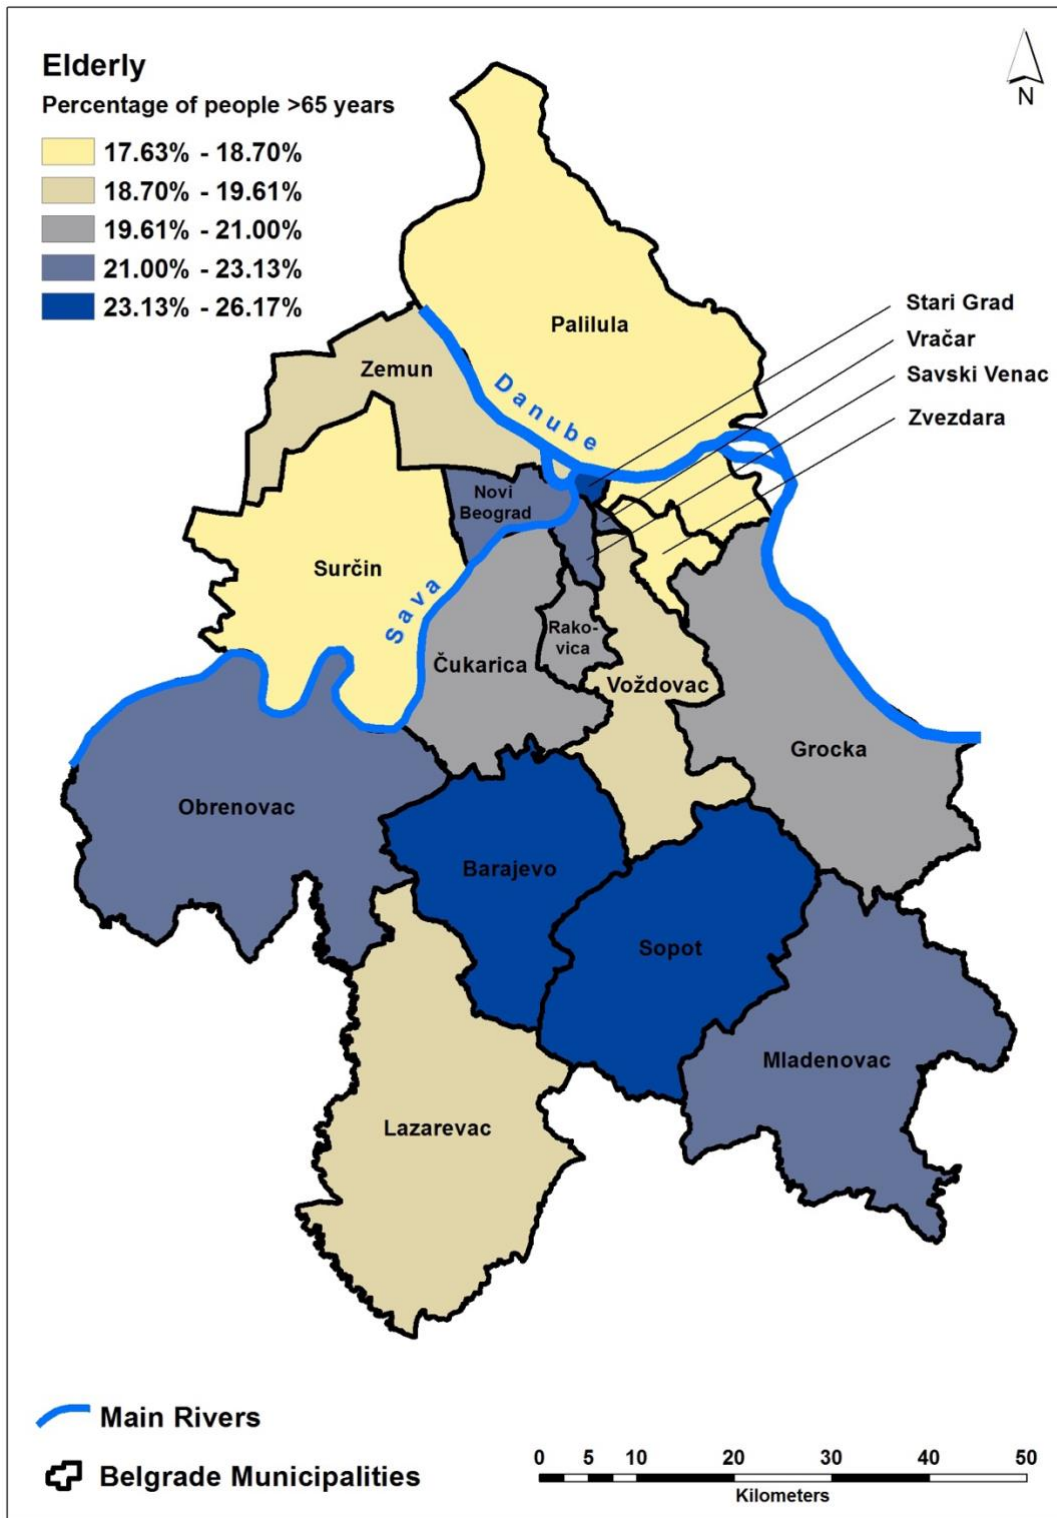 Elderly
Percentage of people >65 years
17.63% - 18.70%
18.70% - 19.61%
19.61% - 21.00%
21.00% - 23.13%
23.13% - 26.17%
N
Stari Grad
Vračar
Savski Venac
Zvezdara
Palilula
Zemun
Danube
Novi
Beograd
Surčin
Sava
Rako-
vica
Čukarica
Voždovac
Grocka
Obrenovac
Barajevo
Sopot
Mladenovac
Lazarevac
Main Rivers
Belgrade Municipalities
0 5 10 20 30 40 50
Kilometers